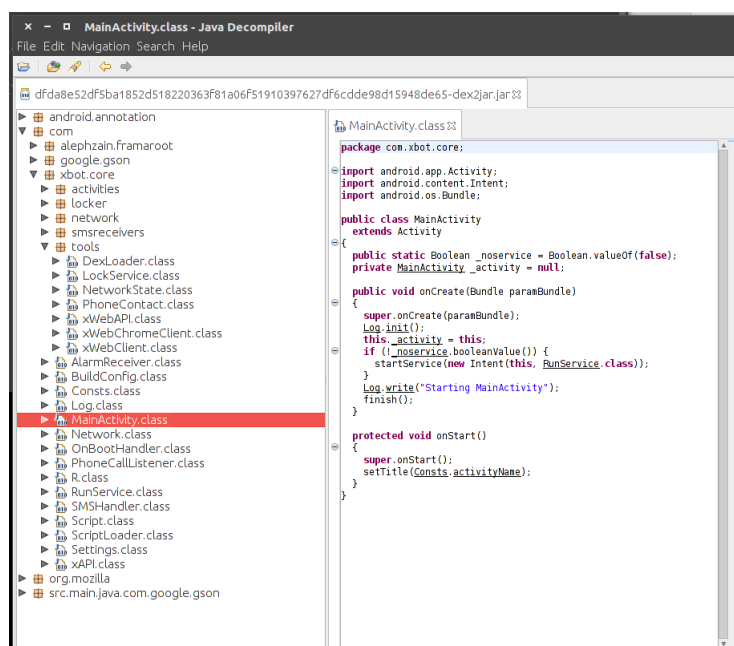 MainActivity.class - Java Decompiler
File Edit Navigation Search Help
dfda8e52df5ba1852d518220363f81a06f51910397627df6cdde98d15948de65-dex2jar.jar
android.annotation
com
alephzain.framaroot
google.gson
xbot.core
activities
locker
network
smsreceivers
tools
DexLoader.class
LockService.class
NetworkState.class
PhoneContact.class
xWebAPI.class
xWebChromeClient.class
xWebClient.class
AlarmReceiver.class
BuildConfig.class
Consts.class
Log.class
MainActivity.class
Network.class
OnBootHandler.class
PhoneCallListener.class
R.class
RunService.class
SMSHandler.class
Script.class
ScriptLoader.class
Settings.class
xAPI.class
org.mozilla
src.main.java.com.google.gson
MainActivity.class
package com.xbot.core;
import android.app.Activity;
import android.content.Intent;
import android.os.Bundle;
public class MainActivity
extends Activity
{
public static Boolean _noservice = Boolean.valueOf(false);
private MainActivity _activity = null;
public void onCreate(Bundle paramBundle)
{
super.onCreate(paramBundle);
Log.init();
this._activity = this;
if (!_noservice.booleanValue()) {
startService(new Intent(this, RunService.class));
}
Log.write("Starting MainActivity");
finish();
}
protected void onStart()
{
super.onStart();
setTitle(Consts.activityName);
}
}